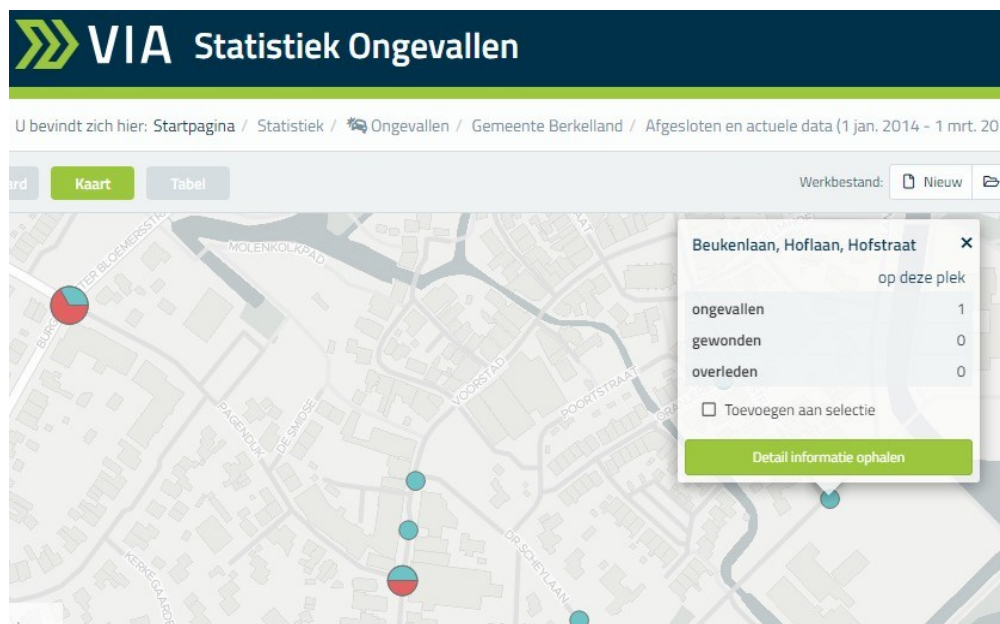 VIA Statistiek Ongevallen
U bevindt zich hier: Startpagina / Statistiek / Ongevallen / Gemeente Berkelland / Afgesloten en actuele data (1 jan. 2014 - 1 mrt. 20
Kaart
Tabel
Werkbestand:
Nieuw
Beukenlaan, Hoflaan, Hofstraat
op deze plek
ongevallen 1
gewonden 0
overleden 0
Toevoegen aan selectie
Detail informatie ophalen
MOLENKOLKPAD
VOORSTAD
POORTSTRAAT
PAGENDIJK
DE SMIDSE
DR SCHEYLAAN